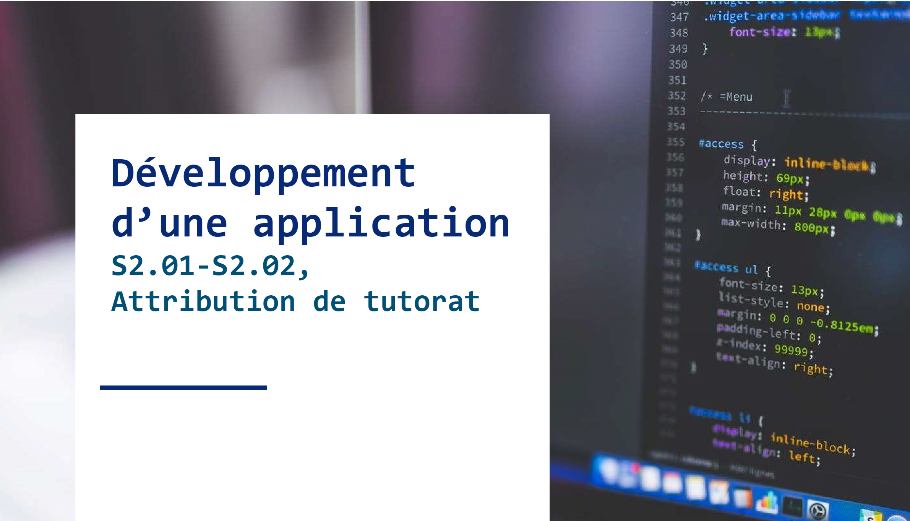 Développement
d’une application
S2.01-S2.02,
Attribution de tutorat
346
347 .widget-area-sidebar
348 font-size: 13px;
349 }
350
351
352 /* =Menu
353 --------------------
354
355 #access {
356 display: inline-block;
357 height: 69px;
358 float: right;
359 margin: 11px 28px 0px 0px;
360 max-width: 800px;
361 }
362
363 #access ul {
font-size: 13px;
list-style: none;
margin: 0 0 0 -0.8125em;
padding-left: 0;
z-index: 99999;
text-align: right;
}
#access li {
display: inline-block;
text-align: left;